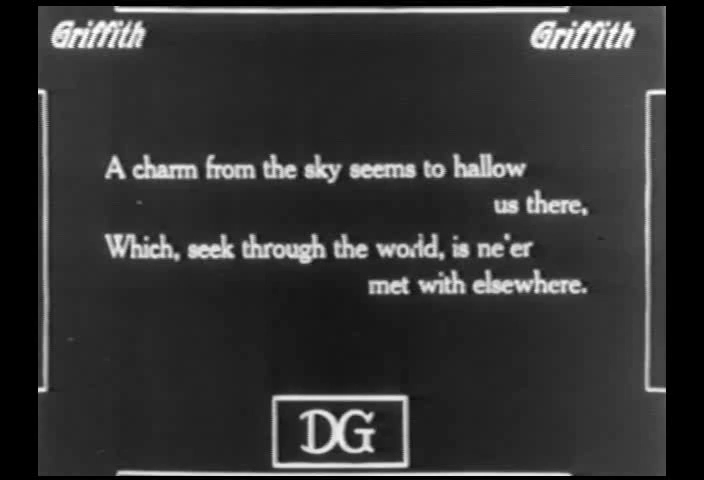 Griffith Griffith
A charm from the sky seems to hallow
us there,
Which, seek through the world, is ne'er
met with elsewhere.
DG